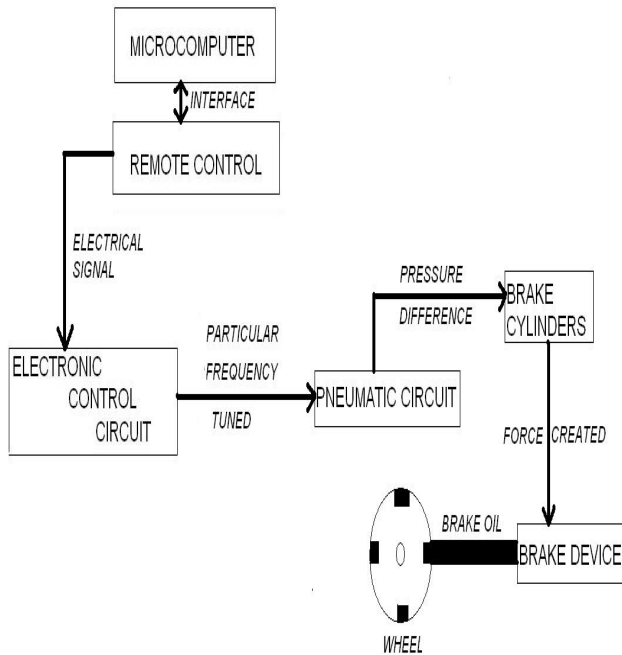 MICROCOMPUTER
INTERFACE
REMOTE CONTROL
ELECTRICAL
SIGNAL
PRESSURE
DIFFERENCE
BRAKE
CYLINDERS
PARTICULAR
FREQUENCY
TUNED
ELECTRONIC
CONTROL
CIRCUIT
PNEUMATIC CIRCUIT
FORCE CREATED
BRAKE OIL
BRAKE DEVICE
WHEEL